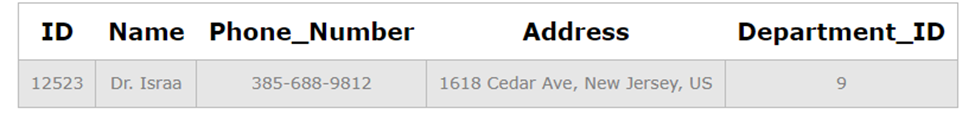 ID Name Phone_Number Address Department_ID
12523 Dr. Israa 385-688-9812 1618 Cedar Ave, New Jersey, US 9